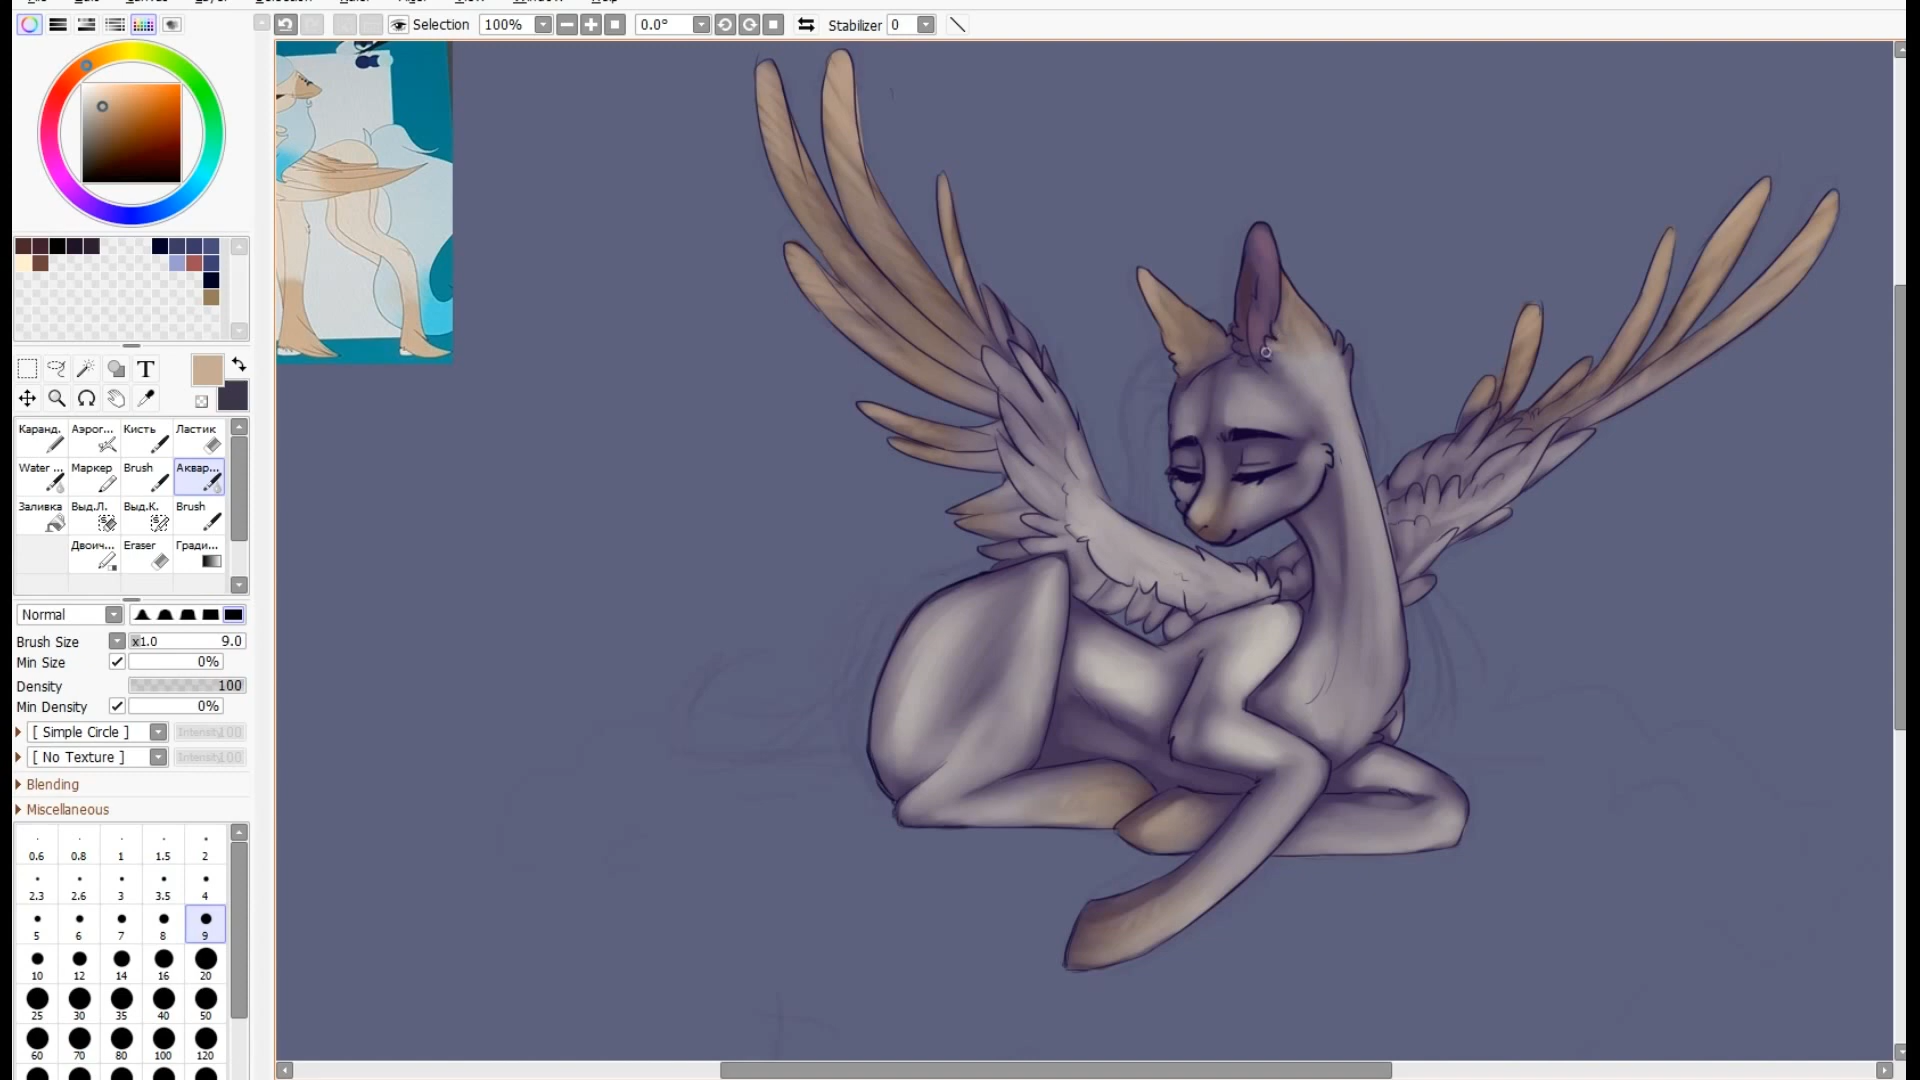 Selection 100% 0.0° Stabilizer 0
T
Каранд. Аэрог... Кисть Ластик
Water ... Маркер Brush Аквар...
Заливка Выд.Л. Выд.К. Brush
Двоич... Eraser Гради...
Normal
Brush Size x1.0 9.0
Min Size 0%
Density 100
Min Density 0%
[ Simple Circle ] Intensity 100
[ No Texture ] Intensity 100
Blending
Miscellaneous
0.6 0.8 1 1.5 2
2.3 2.6 3 3.5 4
5 6 7 8 9
10 12 14 16 20
25 30 35 40 50
60 70 80 100 120